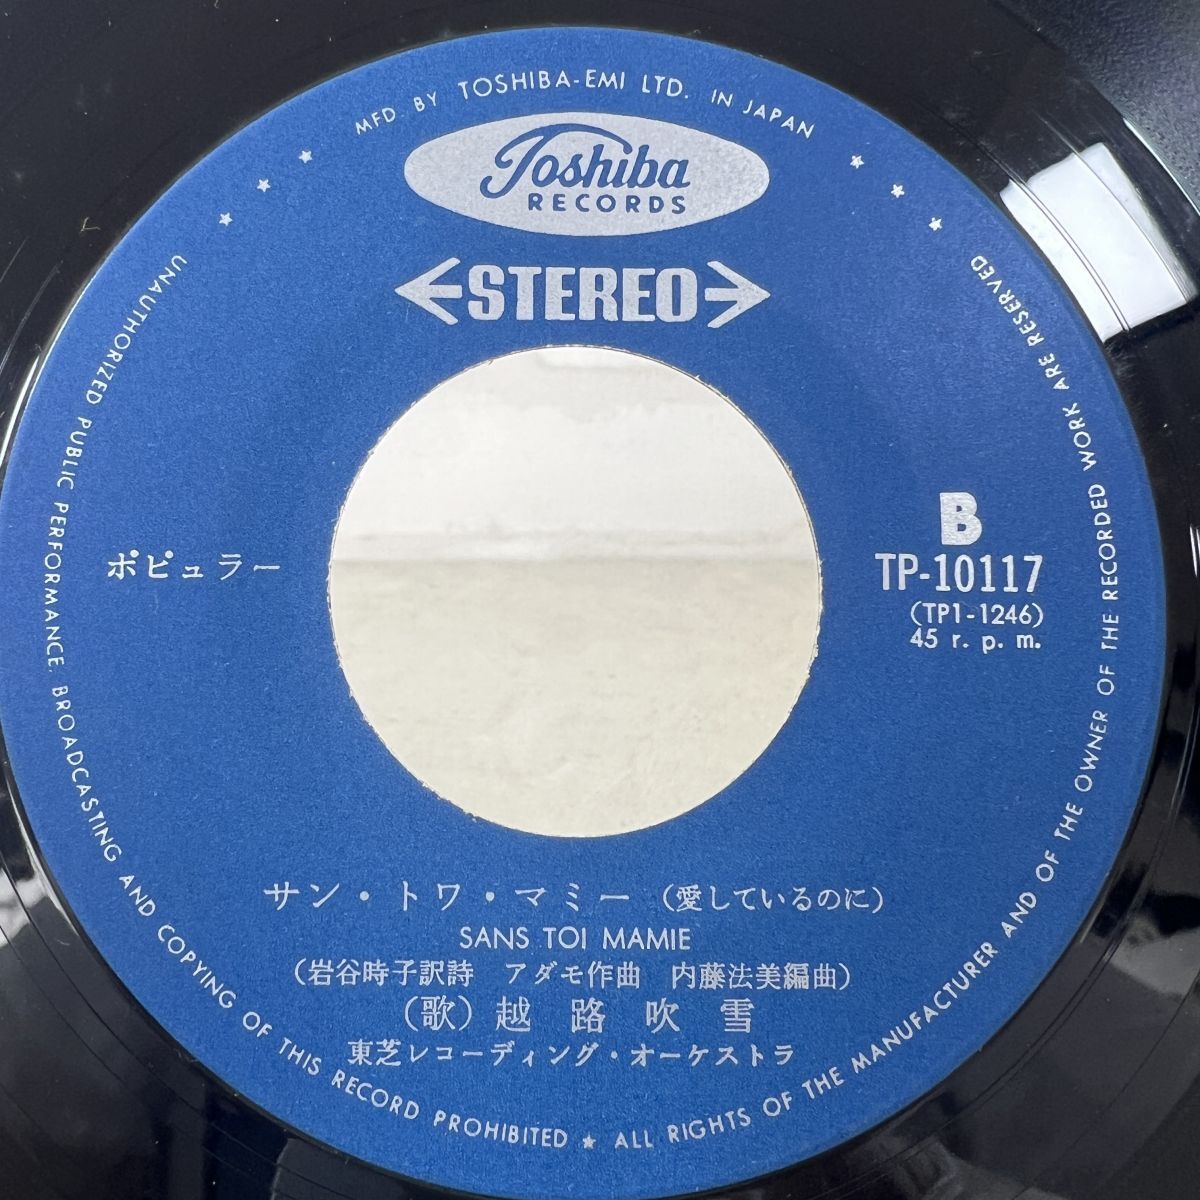 MFD BY TOSHIBA-EMI LTD. IN JAPAN
Toshiba
RECORDS
STEREO
ポピュラー
B
TP-10117
(TP1-1246)
45 r. p. m.
サン・トワ・マミー（愛しているのに）
SANS TOI MAMIE
（岩谷時子訳詩　アダモ作曲　内藤法美編曲）
（歌）越路吹雪
東芝レコーディング・オーケストラ
UNAUTHORIZED PUBLIC PERFORMANCE. BROADCASTING AND COPYING OF THIS RECORD PROHIBITED ★ ALL RIGHTS OF THE MANUFACTURER AND OF THE OWNER OF THE RECORDED WORK ARE RESERVED